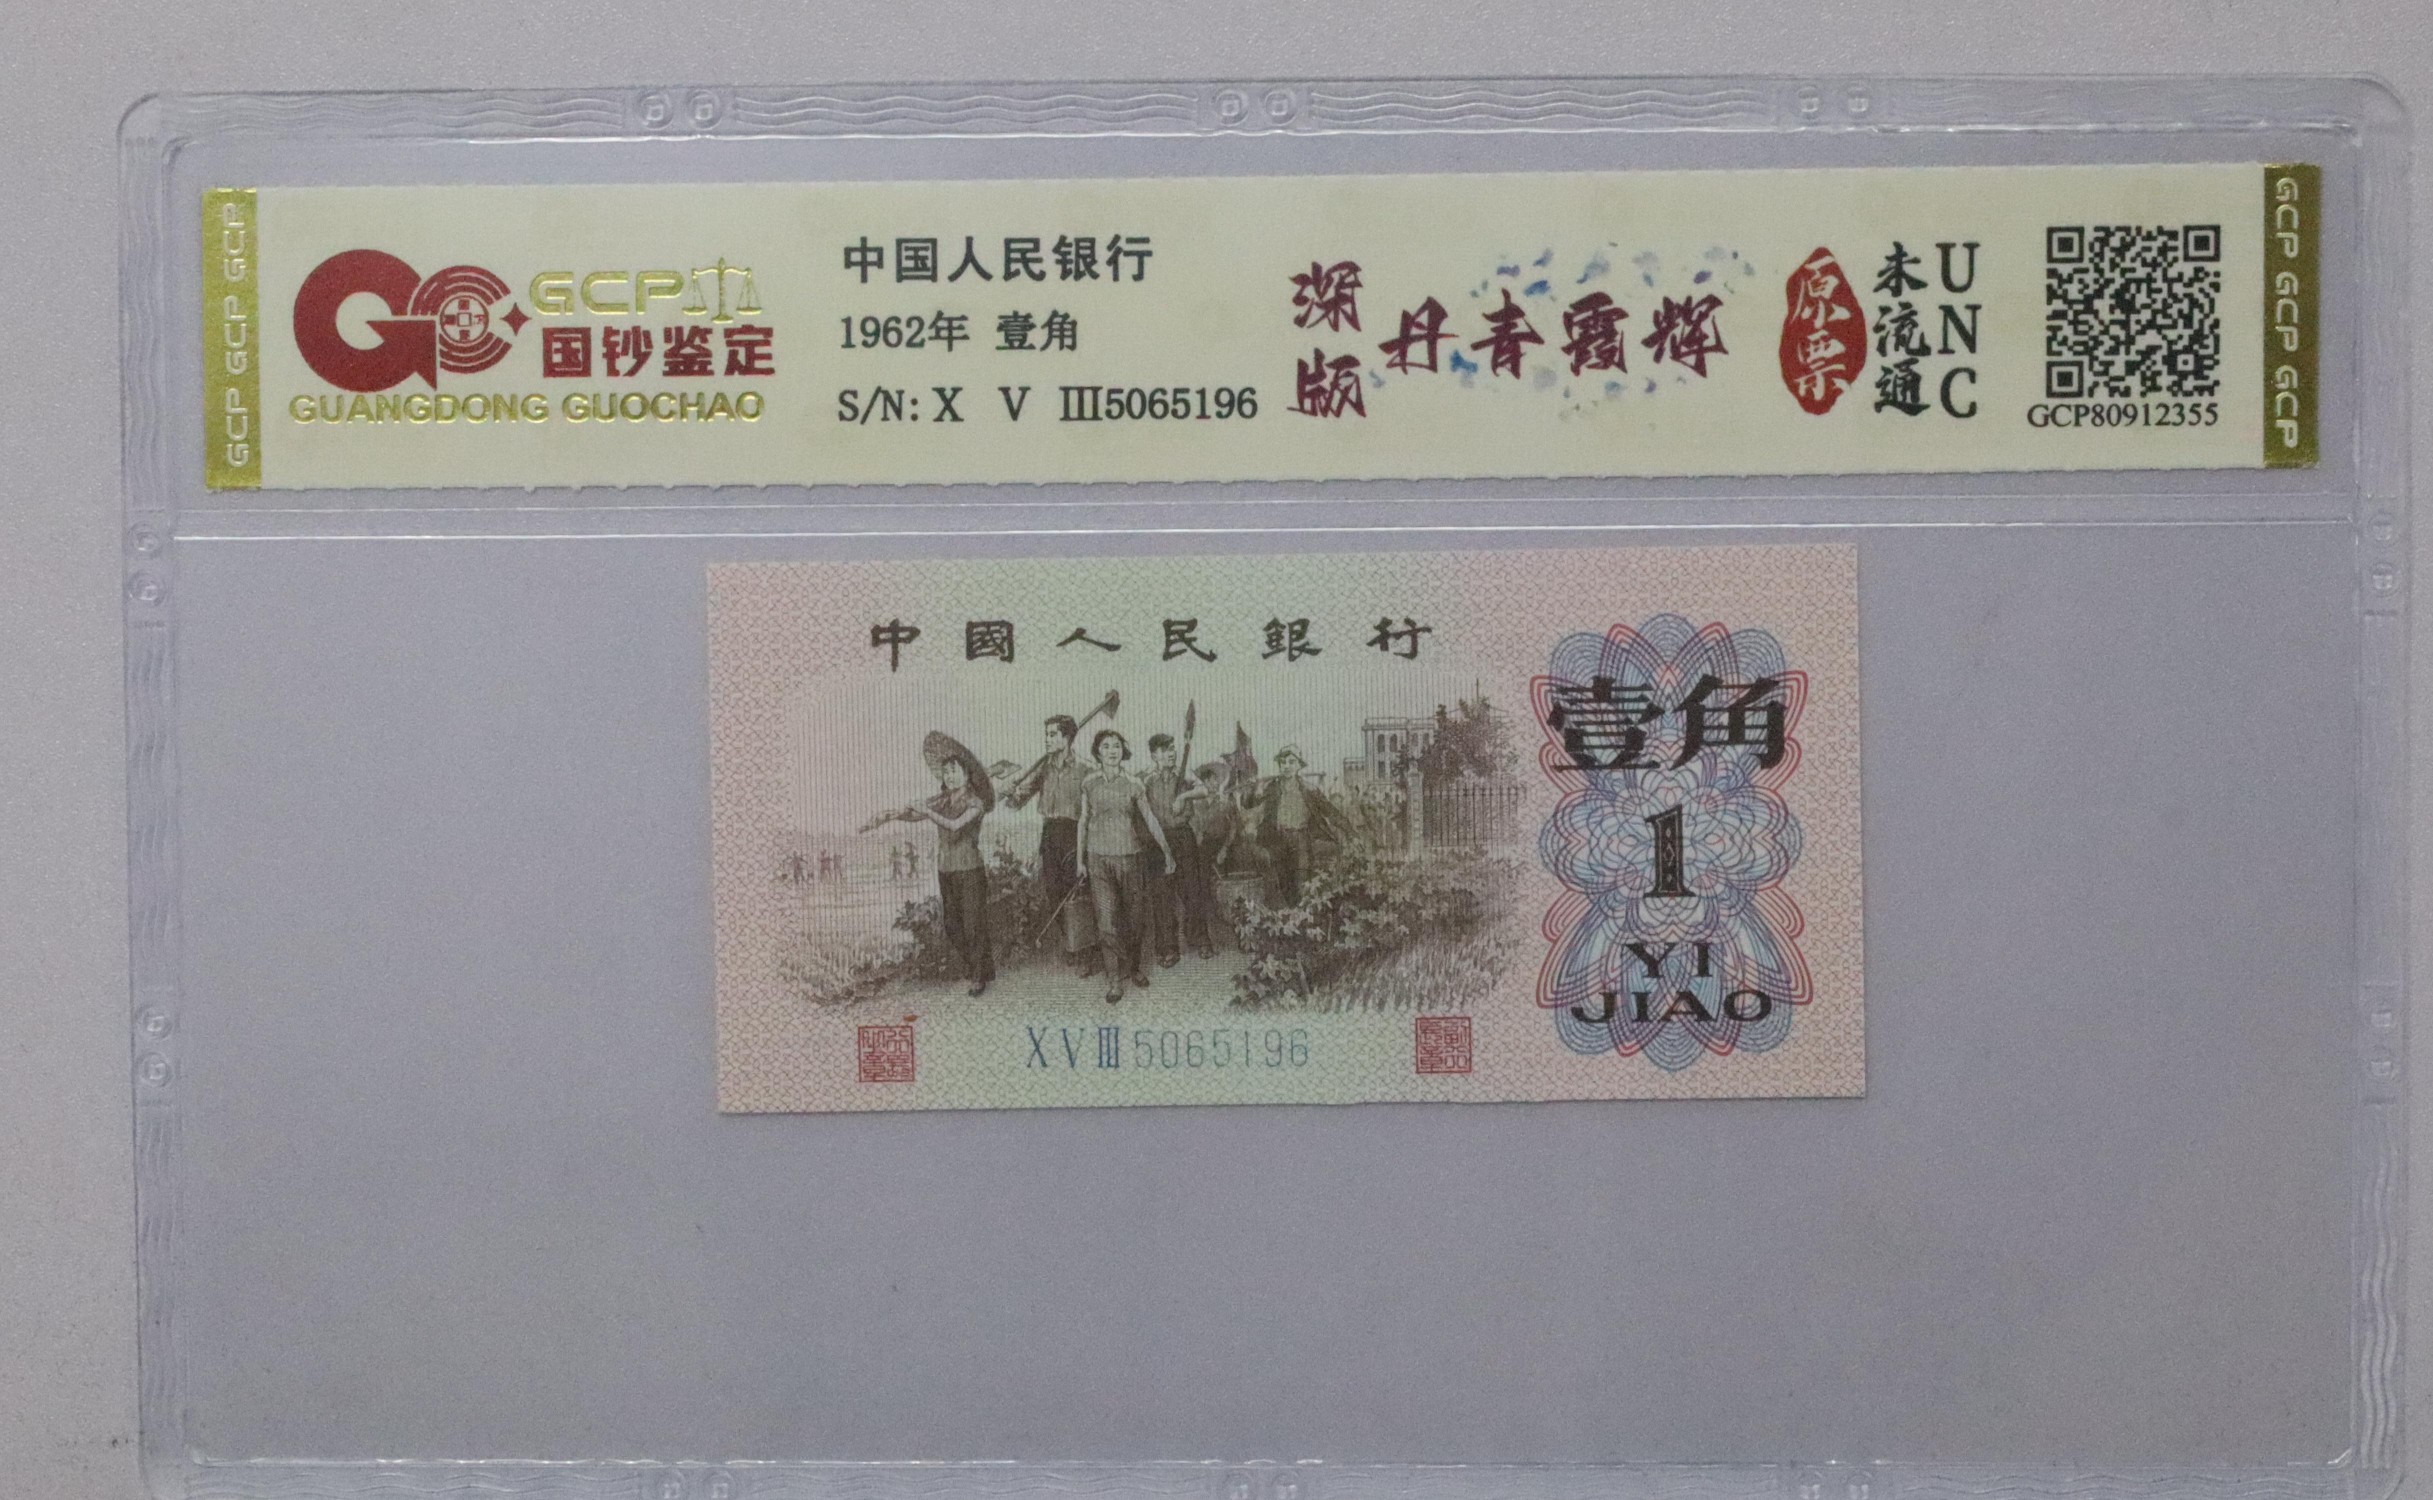 GCP GCP GCP
GCP
国钞鉴定
GUANGDONG GUOCHAO
中国人民银行
1962年 壹角
S/N: X V III5065196
深版
丹青霞辉
原票
未流通
UNC
GCP80912355
GCP GCP GCP
中國人民銀行
壹角
1
YI
JIAO
X V III 5065196